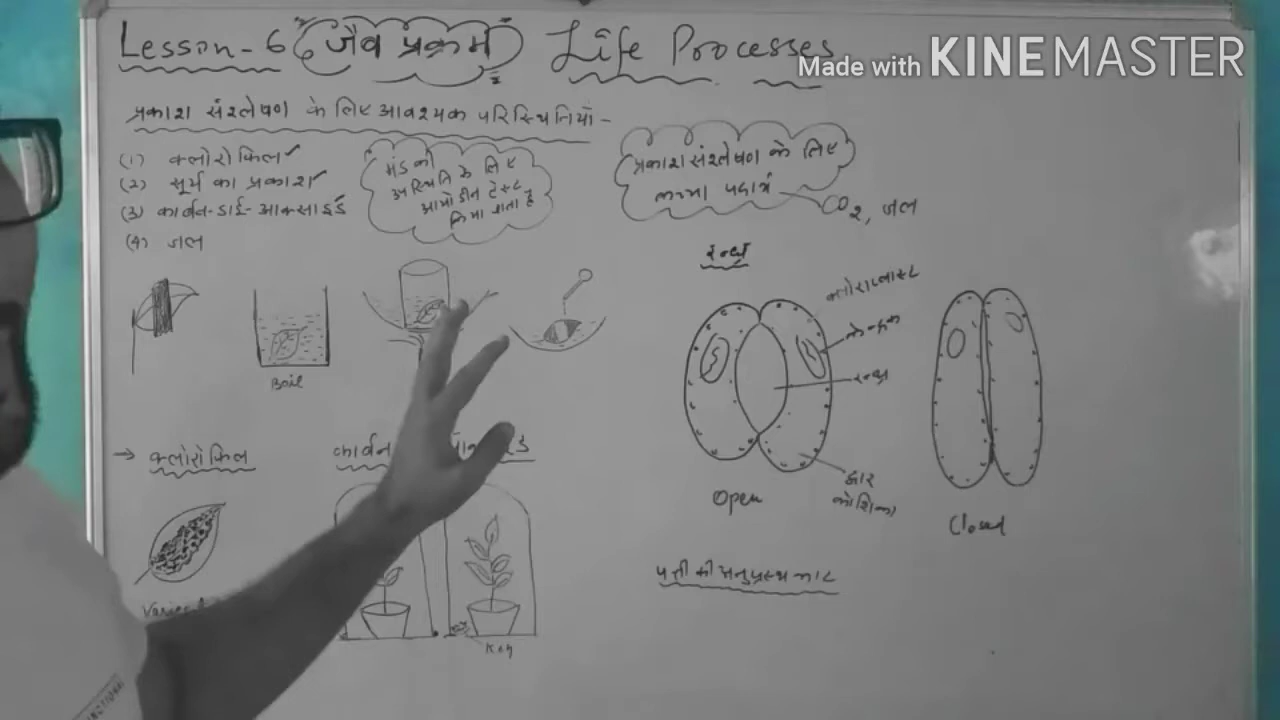 Lesson-6 जैव प्रक्रम Life Processes
Made with KINEMASTER
प्रकाश संश्लेषण के लिए आवश्यक परिस्थितियाँ -
(1) क्लोरोफिल
(2) सूर्य का प्रकाश
(3) कार्बन-डाई-आक्साइड
(4) जल
मंड की
उपस्थिति के लिए
आयोडीन टेस्ट
किया जाता है
प्रकाश संश्लेषण के लिए
कच्चा पदार्थ
CO2, जल
रन्ध्र
क्लोरोप्लास्ट
केन्द्रक
रन्ध्र
द्वार
कोशिका
Open
Closed
Boil
→ क्लोरोफिल
कार्बन
पत्ती की अनुप्रस्थ काट
KOH